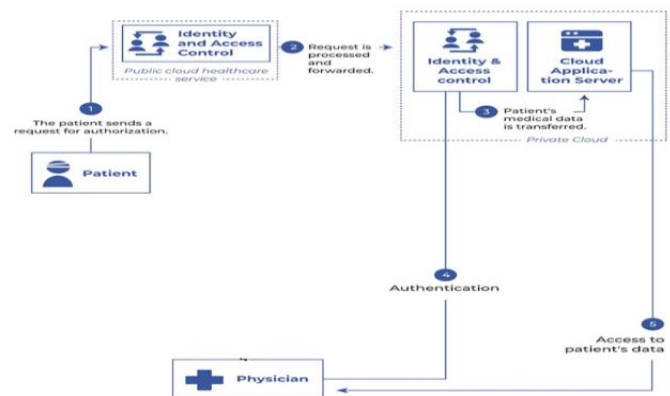 Identity
and Access
Control
Public cloud healthcare
service
2
Request is
processed
and
forwarded.
Identity &
Access
control
Cloud
Applica-
tion Server
3
Patient's
medical data
is transferred.
Private Cloud
1
The patient sends a
request for authorization.
Patient
4
Authentication
5
Access to
patient's data
Physician